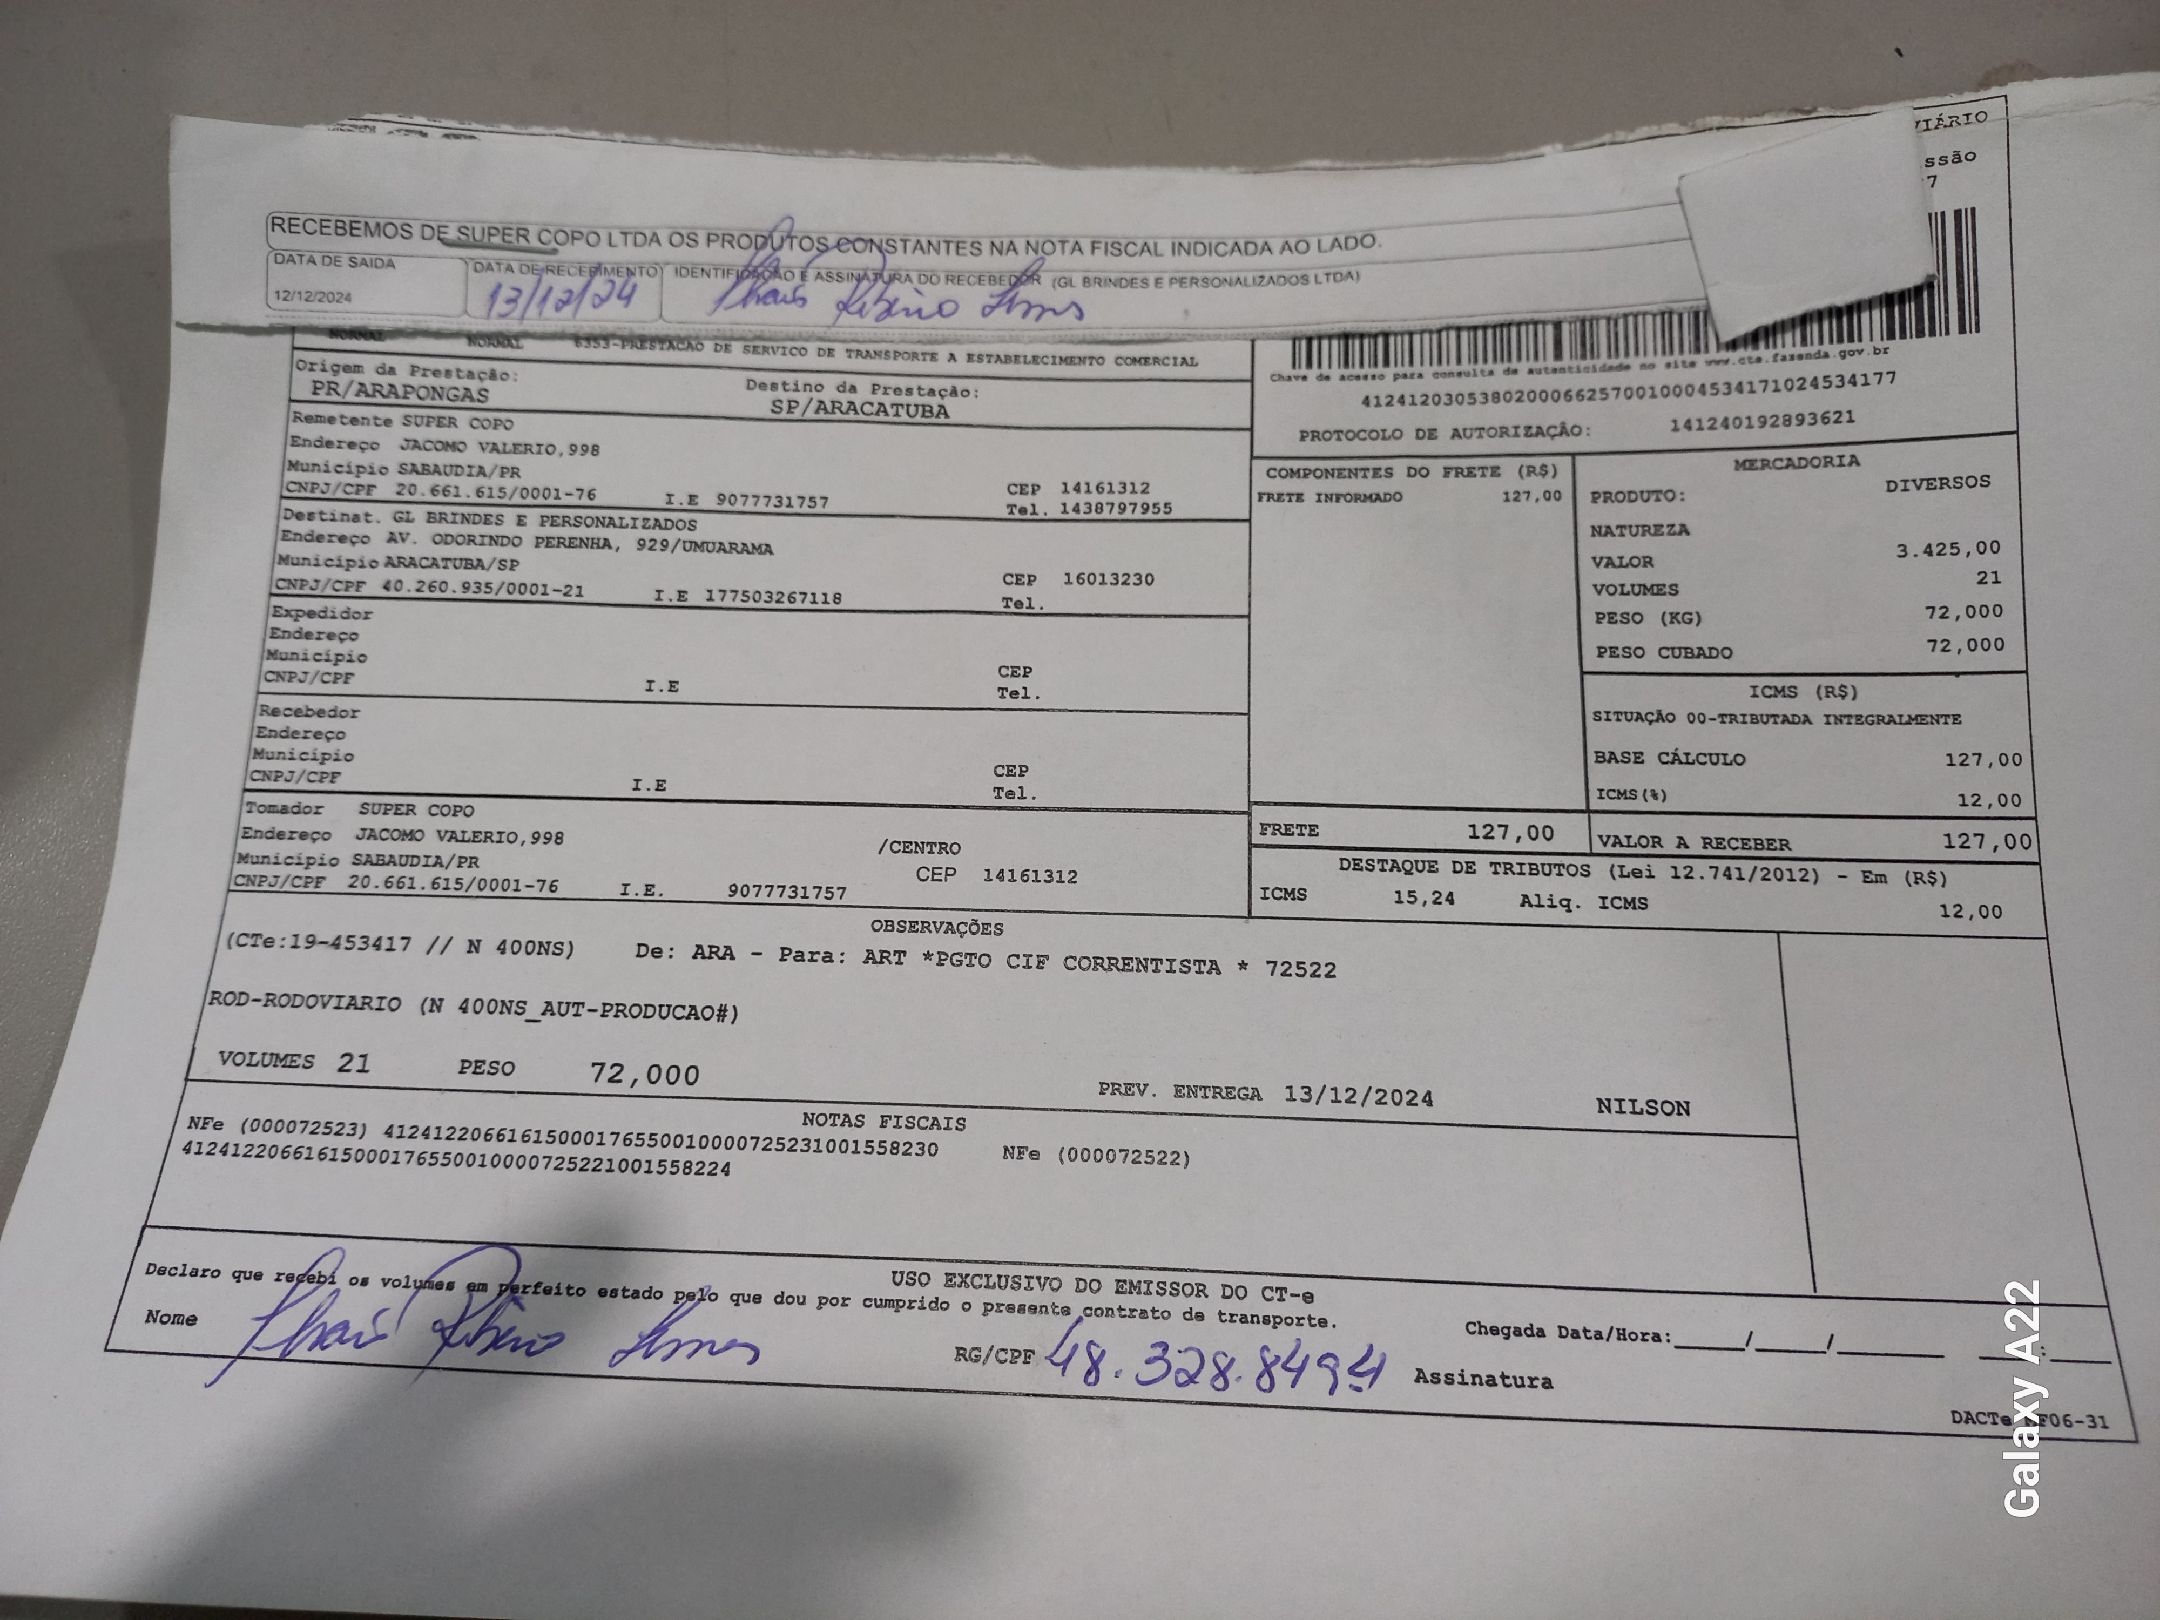 VIÁRIO
ssão
7
RECEBEMOS DE SUPER COPO LTDA OS PRODUTOS CONSTANTES NA NOTA FISCAL INDICADA AO LADO.
DATA DE SAIDA
12/12/2024
DATA DE RECEBIMENTO
13/12/24
IDENTIFICAÇÃO E ASSINATURA DO RECEBEDOR (GL BRINDES E PERSONALIZADOS LTDA)
Ribeiro
NORMAL NORMAL 6353-PRESTACAO DE SERVICO DE TRANSPORTE A ESTABELECIMENTO COMERCIAL
Origem da Prestação:
PR/ARAPONGAS
Destino da Prestação:
SP/ARACATUBA
Chave de acesso para consulta de autenticidade no site www.cte.fazenda.gov.br
41241203053802000662570010004534171024534177
PROTOCOLO DE AUTORIZAÇÃO: 141240192893621
Remetente SUPER COPO
Endereço JACOMO VALERIO,998
Município SABAUDIA/PR
CNPJ/CPF 20.661.615/0001-76 I.E 9077731757
CEP 14161312
Tel. 1438797955
Destinat. GL BRINDES E PERSONALIZADOS
Endereço AV. ODORINDO PERENHA, 929/UMUARAMA
Município ARACATUBA/SP
CNPJ/CPF 40.260.935/0001-21 I.E 177503267118
CEP 16013230
Tel.
Expedidor
Endereço
Município
CNPJ/CPF I.E
CEP
Tel.
Recebedor
Endereço
Município
CNPJ/CPF I.E
CEP
Tel.
Tomador SUPER COPO
Endereço JACOMO VALERIO,998 /CENTRO
Município SABAUDIA/PR CEP 14161312
CNPJ/CPF 20.661.615/0001-76 I.E. 9077731757
COMPONENTES DO FRETE (R$)
FRETE INFORMADO 127,00
MERCADORIA
PRODUTO: DIVERSOS
NATUREZA
VALOR 3.425,00
VOLUMES 21
PESO (KG) 72,000
PESO CUBADO 72,000
ICMS (R$)
SITUAÇÃO 00-TRIBUTADA INTEGRALMENTE
BASE CÁLCULO 127,00
ICMS(%) 12,00
FRETE 127,00
VALOR A RECEBER 127,00
DESTAQUE DE TRIBUTOS (Lei 12.741/2012) - Em (R$)
ICMS 15,24 Aliq. ICMS 12,00
OBSERVAÇÕES
(CTe:19-453417 // N 400NS) De: ARA - Para: ART *PGTO CIF CORRENTISTA * 72522
ROD-RODOVIARIO (N 400NS_AUT-PRODUCAO#)
VOLUMES 21 PESO 72,000 PREV. ENTREGA 13/12/2024 NILSON
NOTAS FISCAIS
NFe (000072523) 41241220661615000176550010000725231001558230 NFe (000072522)
41241220661615000176550010000725221001558224
USO EXCLUSIVO DO EMISSOR DO CT-e
Declaro que recebi os volumes em perfeito estado pelo que dou por cumprido o presente contrato de transporte.
Nome Ribeiro
RG/CPF 48.328.849-4
Assinatura
Chegada Data/Hora:____/____/______ ___:____
DACTe F06-31
Galaxy A22